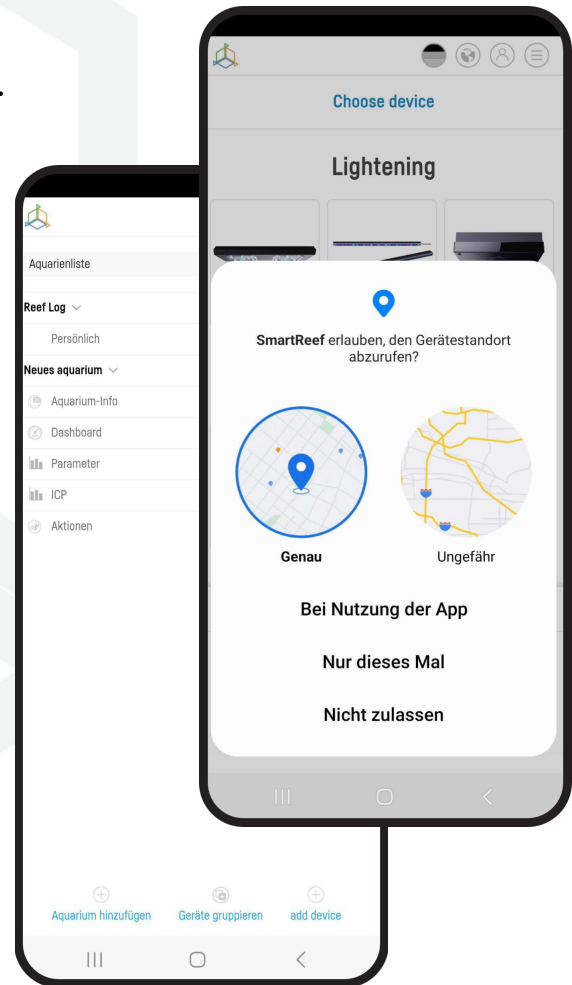 Aquarienliste
Reef Log
Persönlich
Neues aquarium
Aquarium-Info
Dashboard
Parameter
ICP
Aktionen
Aquarium hinzufügen
Geräte gruppieren
add device
Choose device
Lightening
SmartReef erlauben, den Gerätestandort
abzurufen?
Genau
Ungefähr
Bei Nutzung der App
Nur dieses Mal
Nicht zulassen